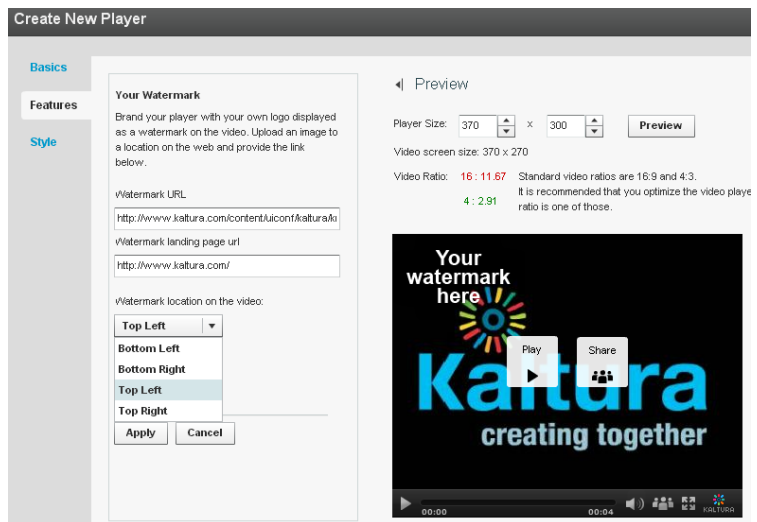 Create New Player
Basics
Features
Style
Your Watermark
Brand your player with your own logo displayed
as a watermark on the video. Upload an image to
a location on the web and provide the link
below.
Watermark URL
http://www.kaltura.com/content/uiconf/kaltura/
Watermark landing page url
http://www.kaltura.com/
Watermark location on the video:
Top Left
Bottom Left
Bottom Right
Top Left
Top Right
Apply Cancel
Preview
Player Size: 370 x 300 Preview
Video screen size: 370 x 270
Video Ratio: 16 : 11.67 Standard video ratios are 16:9 and 4:3.
It is recommended that you optimize the video playe
4 : 2.91 ratio is one of those.
Your
watermark
here
Play Share
Kaltura
creating together
00:00 00:04 KALTURA